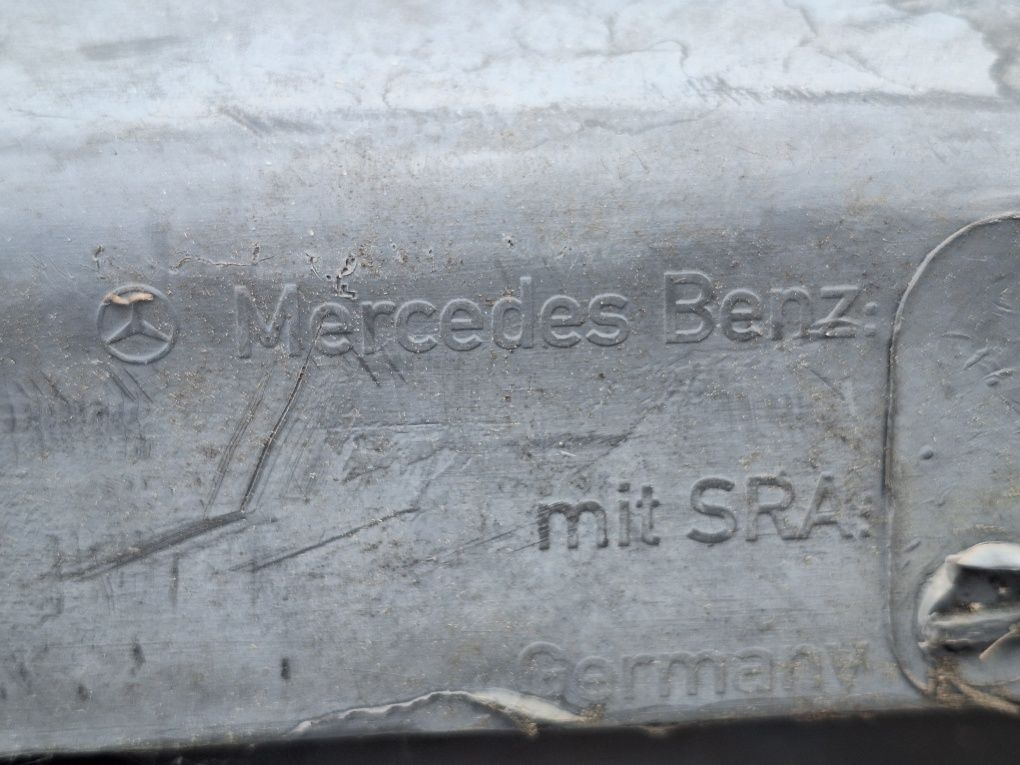 Mercedes Benz:
mit SRA:
Germany